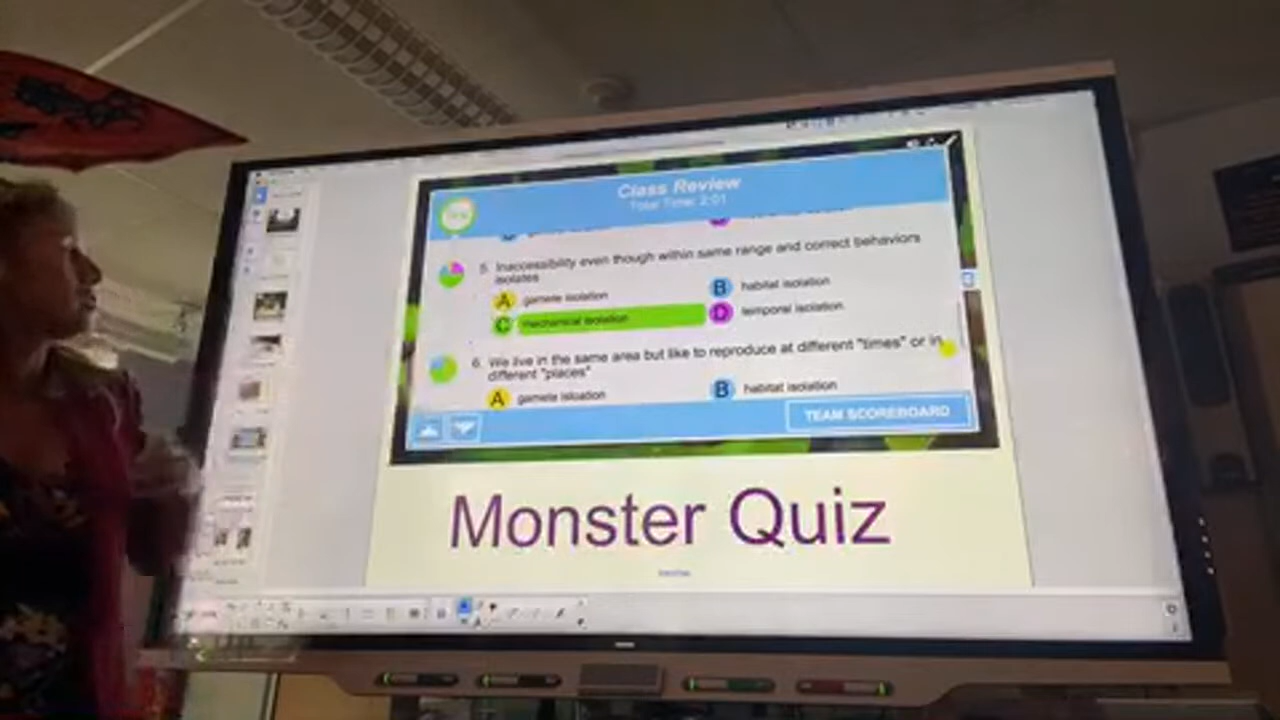 Class Review
Total Time: 2:01
5. Inaccessibility even though within same range and correct behaviors
isolates
A gamete isolation
B habitat isolation
C mechanical isolation
D temporal isolation
6. We live in the same area but like to reproduce at different "times" or in
different "places"
A gamete isluation
B habitat isolation
TEAM SCOREBOARD
Monster Quiz